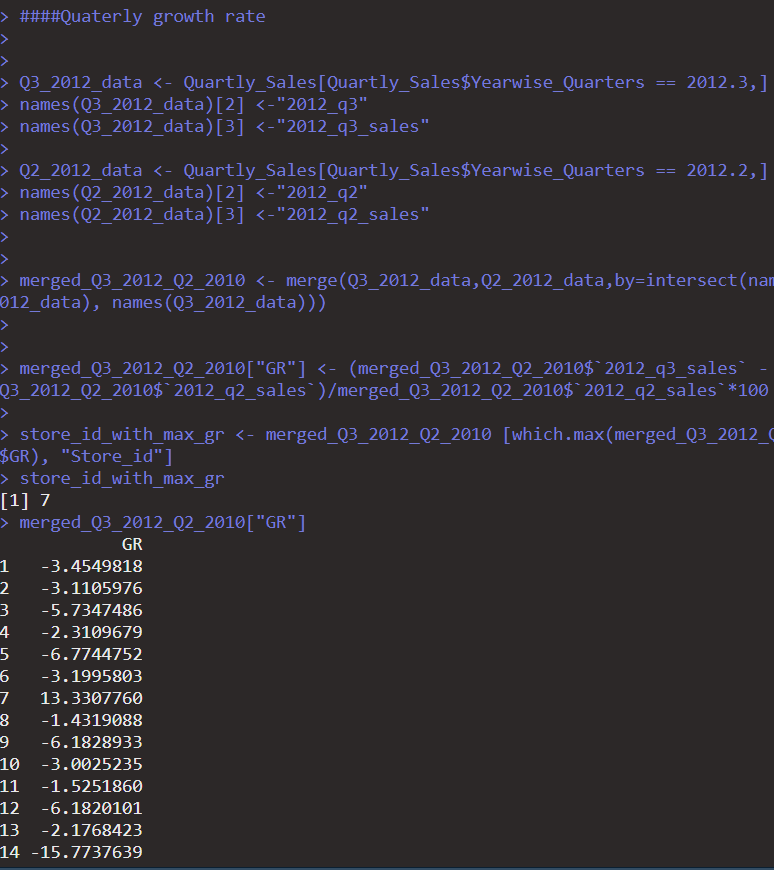 > ####Quaterly growth rate
>
>
> Q3_2012_data <- Quartly_Sales[Quartly_Sales$Yearwise_Quarters == 2012.3,]
> names(Q3_2012_data)[2] <-"2012_q3"
> names(Q3_2012_data)[3] <-"2012_q3_sales"
>
> Q2_2012_data <- Quartly_Sales[Quartly_Sales$Yearwise_Quarters == 2012.2,]
> names(Q2_2012_data)[2] <-"2012_q2"
> names(Q2_2012_data)[3] <-"2012_q2_sales"
>
>
> merged_Q3_2012_Q2_2010 <- merge(Q3_2012_data,Q2_2012_data,by=intersect(nam
012_data), names(Q3_2012_data)))
>
>
> merged_Q3_2012_Q2_2010["GR"] <- (merged_Q3_2012_Q2_2010$`2012_q3_sales` -
Q3_2012_Q2_2010$`2012_q2_sales`)/merged_Q3_2012_Q2_2010$`2012_q2_sales`*100
>
> store_id_with_max_gr <- merged_Q3_2012_Q2_2010 [which.max(merged_Q3_2012_Q
$GR), "Store_id"]
> store_id_with_max_gr
[1] 7
> merged_Q3_2012_Q2_2010["GR"]
GR
1 -3.4549818
2 -3.1105976
3 -5.7347486
4 -2.3109679
5 -6.7744752
6 -3.1995803
7 13.3307760
8 -1.4319088
9 -6.1828933
10 -3.0025235
11 -1.5251860
12 -6.1820101
13 -2.1768423
14 -15.7737639